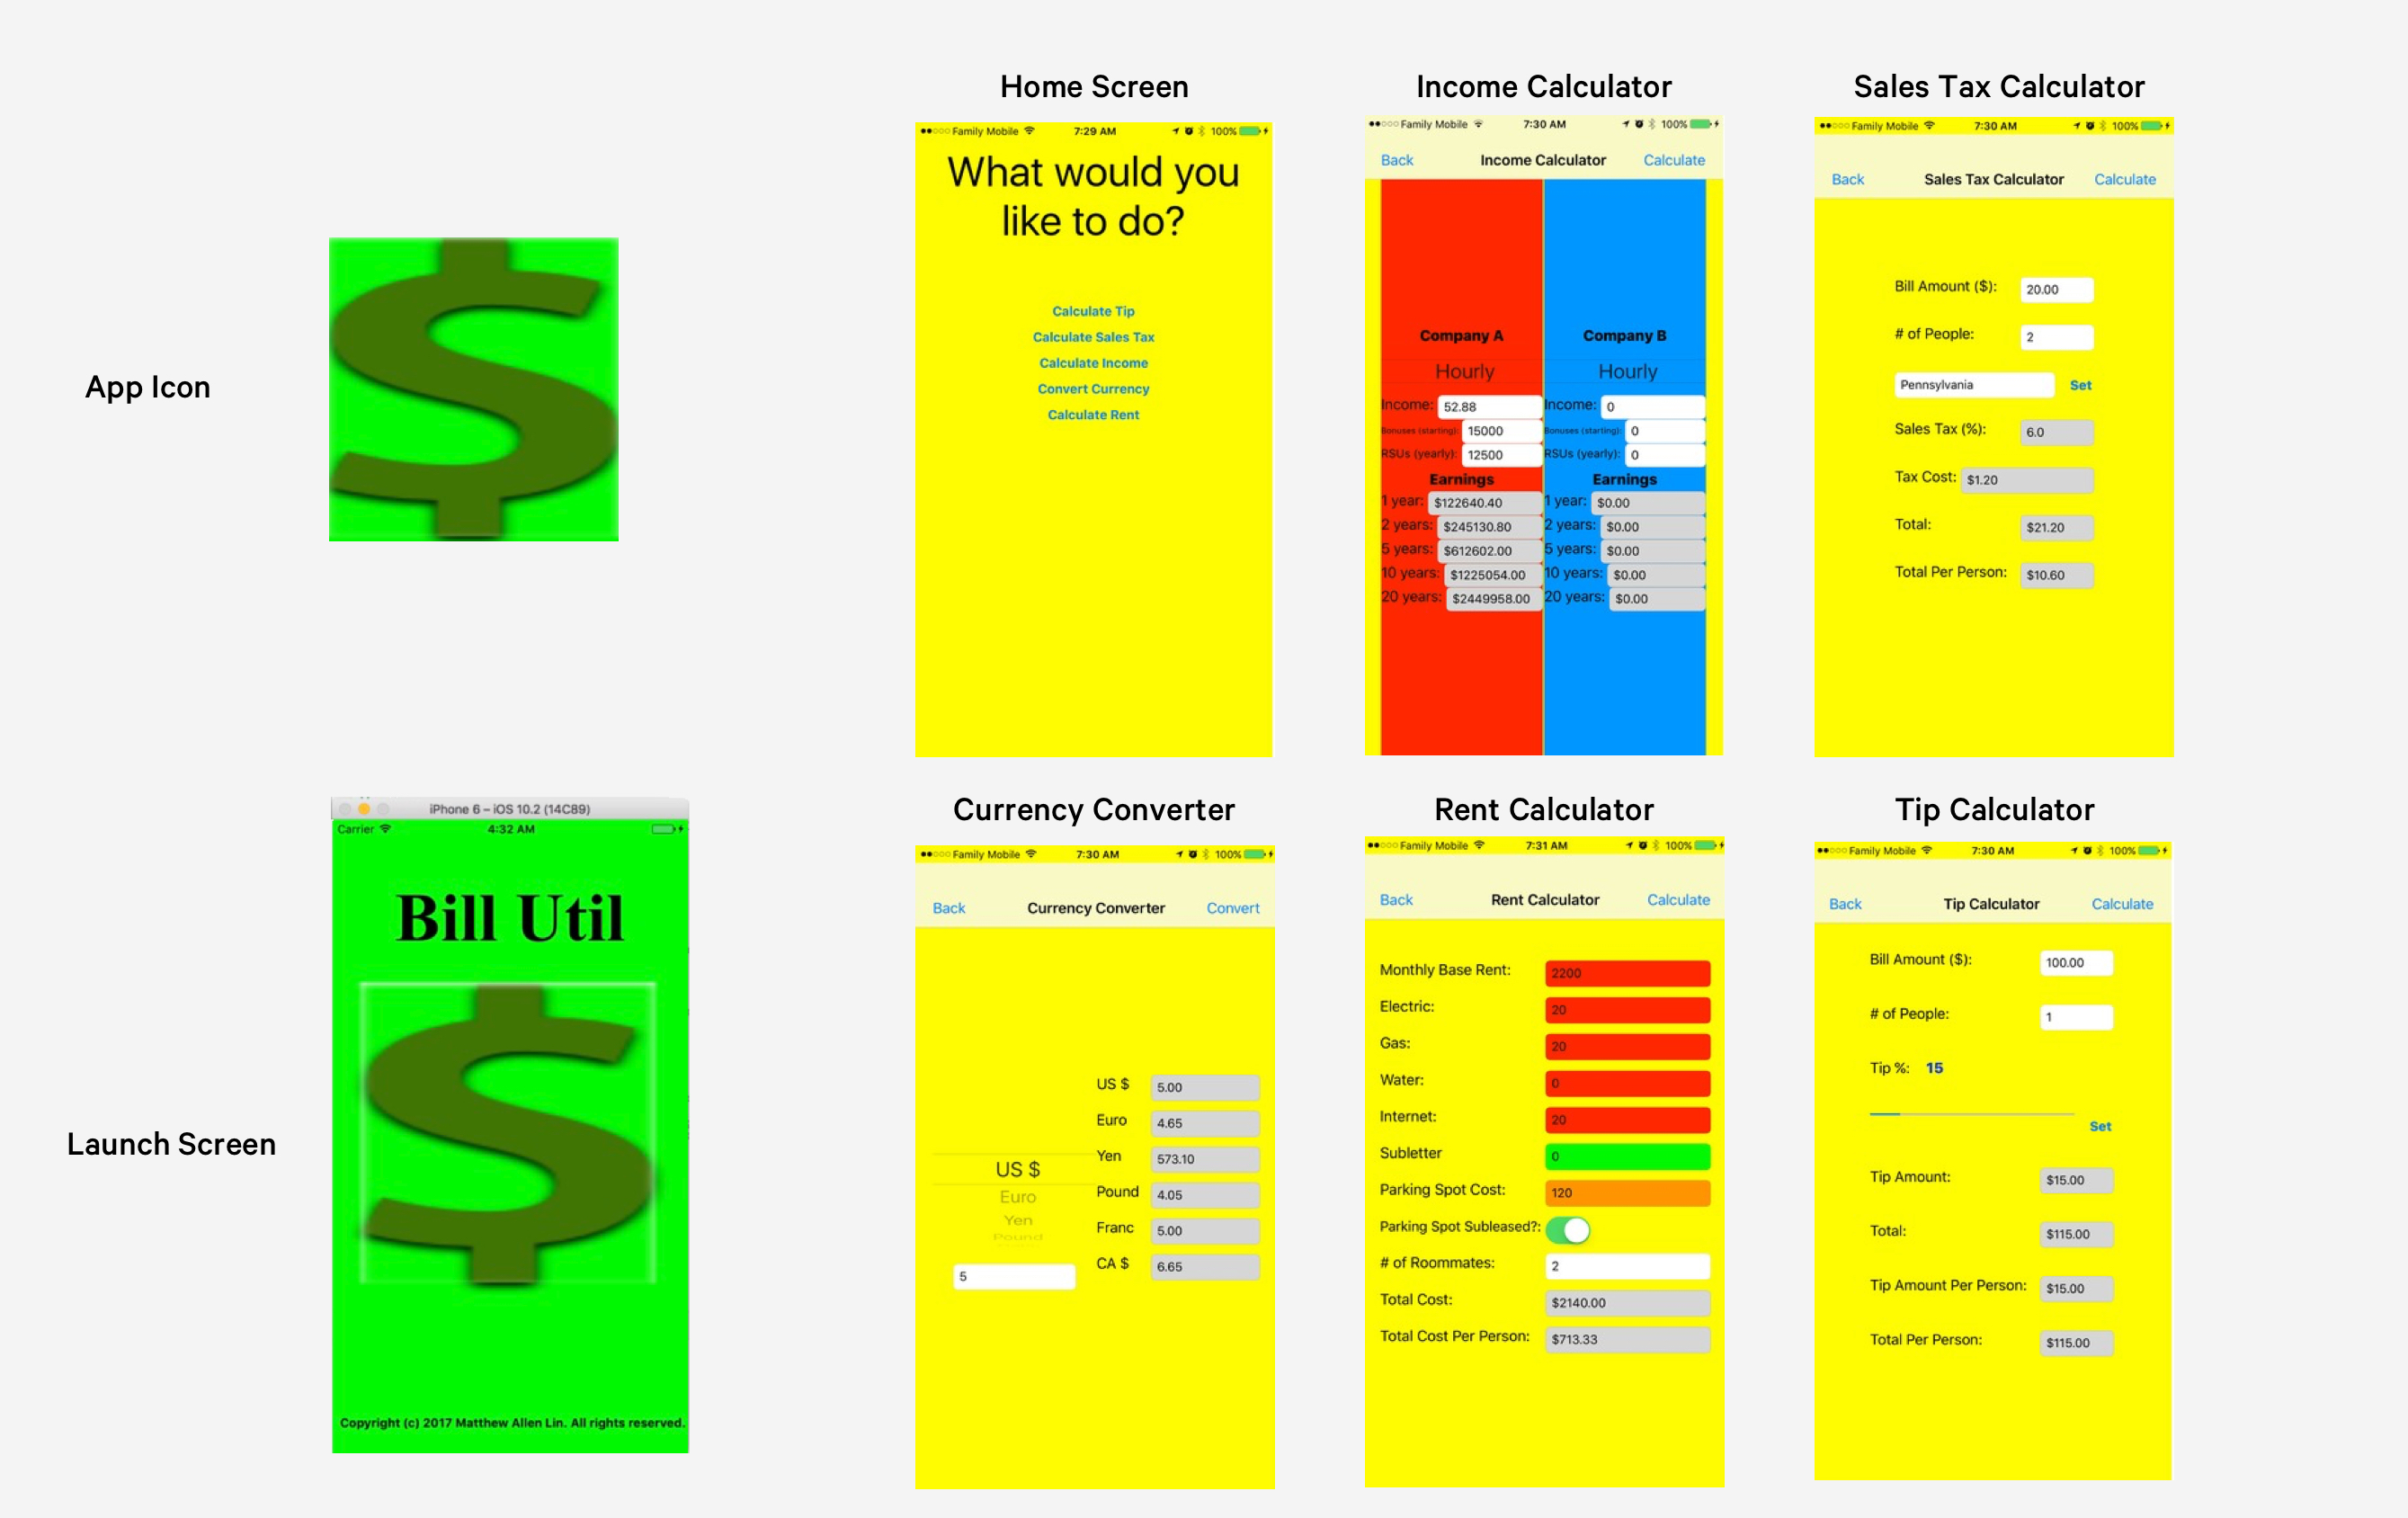 App Icon
Launch Screen
iPhone 6 – iOS 10.2 (14C89)
Carrier 4:32 AM
Bill Util
Copyright (c) 2017 Matthew Allen Lin. All rights reserved.
Home Screen
Family Mobile 7:29 AM 100%
What would you
like to do?
Calculate Tip
Calculate Sales Tax
Calculate Income
Convert Currency
Calculate Rent
Income Calculator
Family Mobile 7:30 AM 100%
Back Income Calculator Calculate
Company A Company B
Hourly Hourly
Income: 52.88 Income: 0
Bonuses (starting): 15000 Bonuses (starting): 0
RSUs (yearly): 12500 RSUs (yearly): 0
Earnings Earnings
1 year: $122640.40 1 year: $0.00
2 years: $245130.80 2 years: $0.00
5 years: $612602.00 5 years: $0.00
10 years: $1225054.00 10 years: $0.00
20 years: $2449958.00 20 years: $0.00
Sales Tax Calculator
Family Mobile 7:30 AM 100%
Back Sales Tax Calculator Calculate
Bill Amount ($): 20.00
# of People: 2
Pennsylvania Set
Sales Tax (%): 6.0
Tax Cost: $1.20
Total: $21.20
Total Per Person: $10.60
Currency Converter
Family Mobile 7:30 AM 100%
Back Currency Converter Convert
US $ 5.00
Euro 4.65
Yen 573.10
US $
Euro
Yen
Pound
Pound 4.05
Franc 5.00
CA $ 6.65
5
Rent Calculator
Family Mobile 7:31 AM 100%
Back Rent Calculator Calculate
Monthly Base Rent: 2200
Electric: 20
Gas: 20
Water: 0
Internet: 20
Subletter 0
Parking Spot Cost: 120
Parking Spot Subleased?:
# of Roommates: 2
Total Cost: $2140.00
Total Cost Per Person: $713.33
Tip Calculator
Family Mobile 7:30 AM 100%
Back Tip Calculator Calculate
Bill Amount ($): 100.00
# of People: 1
Tip %: 15
Set
Tip Amount: $15.00
Total: $115.00
Tip Amount Per Person: $15.00
Total Per Person: $115.00